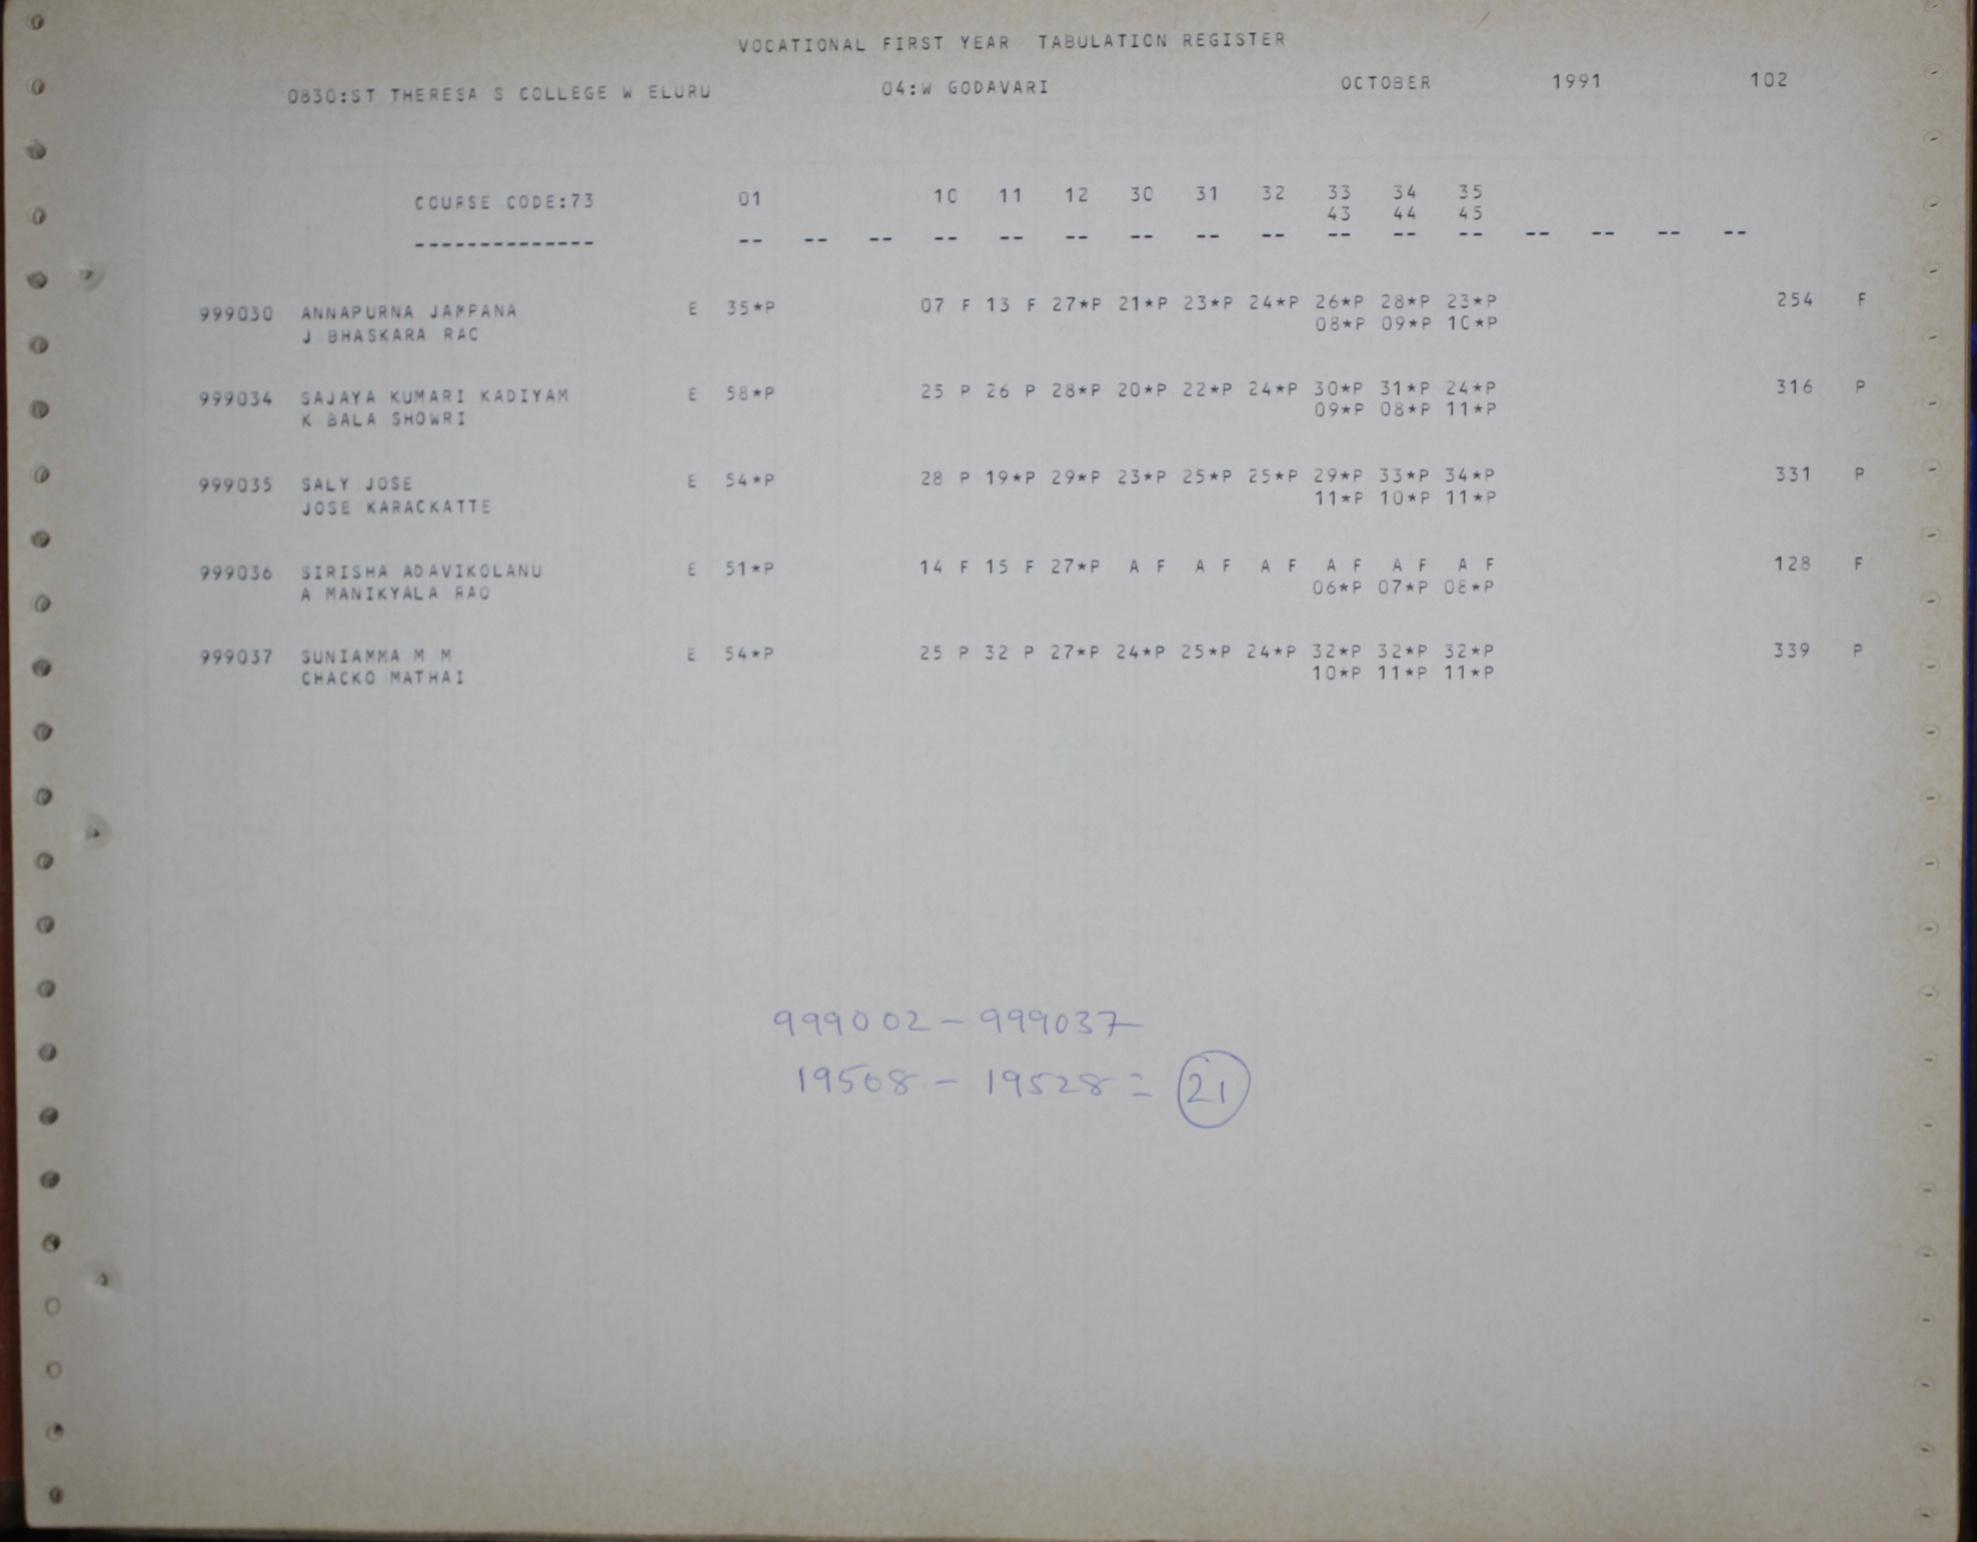 VOCATIONAL FIRST YEAR TABULATION REGISTER
0830:ST THERESA S COLLEGE W ELURU 04:W GODAVARI OCTOBER 1991 102
COURSE CODE:73 01 10 11 12 30 31 32 33 34 35
43 44 45
-------------- -- -- -- -- -- -- -- -- -- -- -- -- -- -- -- --
999030 ANNAPURNA JAMPANA E 35*P 07 F 13 F 27*P 21*P 23*P 24*P 26*P 28*P 23*P 254 F
J BHASKARA RAO 08*P 09*P 10*P
999034 SAJAYA KUMARI KADIYAM E 58*P 25 P 26 P 28*P 20*P 22*P 24*P 30*P 31*P 24*P 316 P
K BALA SHOWRI 09*P 08*P 11*P
999035 SALY JOSE E 54*P 28 P 19*P 29*P 23*P 25*P 25*P 29*P 33*P 34*P 331 P
JOSE KARACKATTE 11*P 10*P 11*P
999036 SIRISHA ADAVIKOLANU E 51*P 14 F 15 F 27*P A F A F A F A F A F A F 128 F
A MANIKYALA RAO 06*P 07*P 08*P
999037 SUNIAMMA M M E 54*P 25 P 32 P 27*P 24*P 25*P 24*P 32*P 32*P 32*P 339 P
CHACKO MATHAI 10*P 11*P 11*P
999002 - 999037
19508 - 19528 = 21